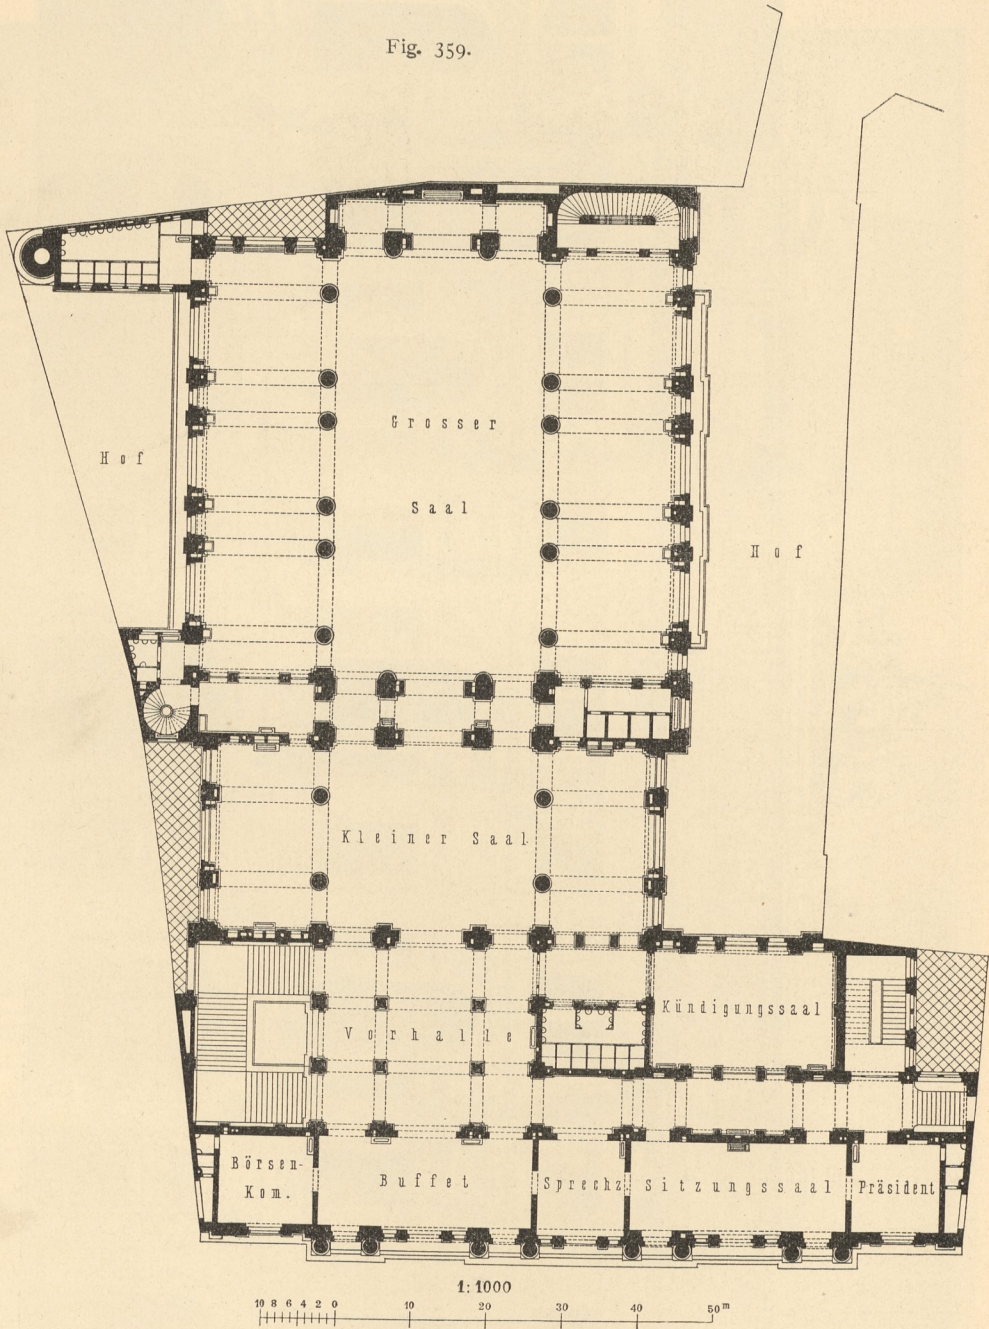 Fig. 359.
Grosser
Saal
Hof
Hof
Kleiner Saal
Kündigungssaal
Vorhalle
Börsen-
Kom.
Buffet
Sprechz.
Sitzungssaal
Präsident
1:1000
10 8 6 4 2 0 10 20 30 40 50 m